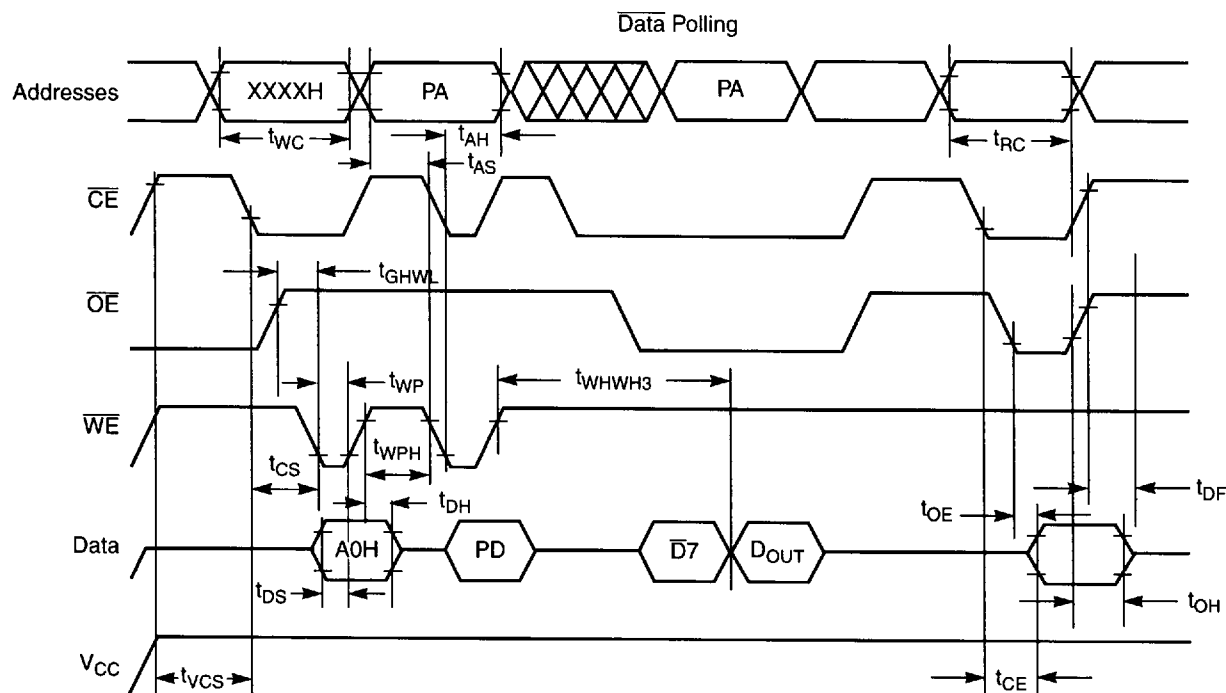 Data Polling
Addresses XXXXH PA PA
tWC tAH tRC
tAS
CE
tGHWL
OE
tWP tWHWH3
WE
tCS tWPH
tDH tOE tDF
Data A0H PD D7 DOUT
tDS tOH
VCC tVCS tCE